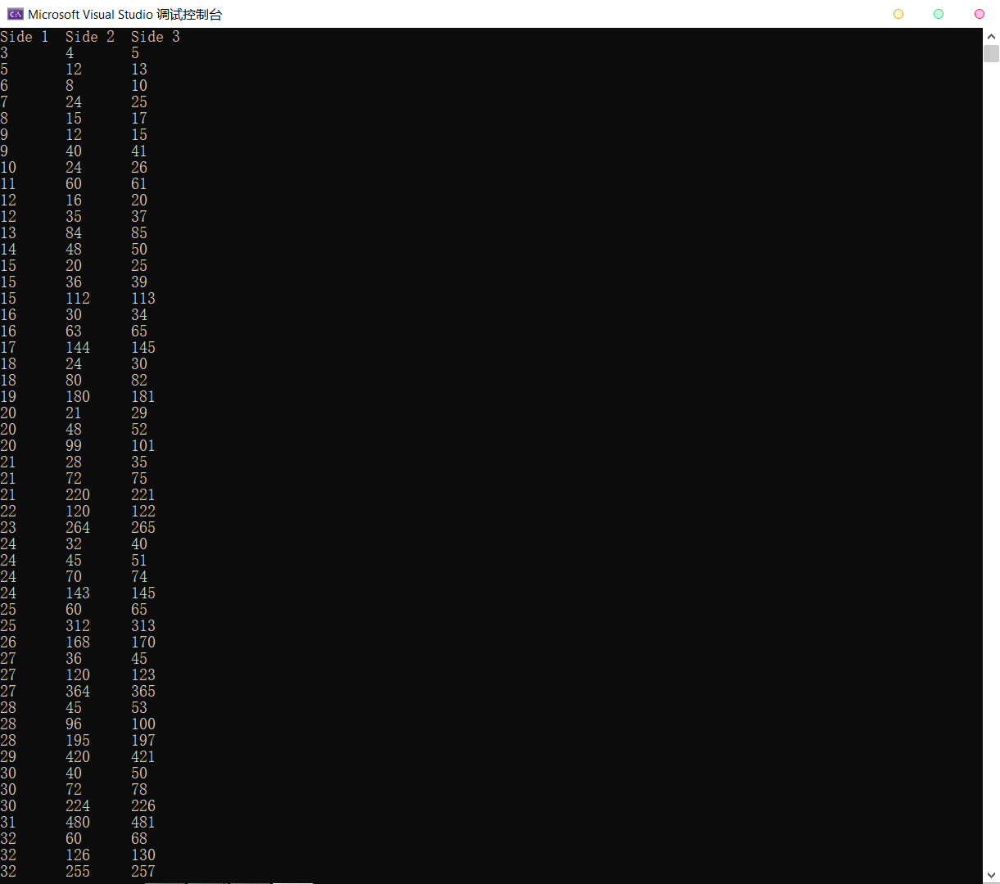 Microsoft Visual Studio 调试控制台
Side 1 Side 2 Side 3
3 4 5
5 12 13
6 8 10
7 24 25
8 15 17
9 12 15
9 40 41
10 24 26
11 60 61
12 16 20
12 35 37
13 84 85
14 48 50
15 20 25
15 36 39
15 112 113
16 30 34
16 63 65
17 144 145
18 24 30
18 80 82
19 180 181
20 21 29
20 48 52
20 99 101
21 28 35
21 72 75
21 220 221
22 120 122
23 264 265
24 32 40
24 45 51
24 70 74
24 143 145
25 60 65
25 312 313
26 168 170
27 36 45
27 120 123
27 364 365
28 45 53
28 96 100
28 195 197
29 420 421
30 40 50
30 72 78
30 224 226
31 480 481
32 60 68
32 126 130
32 255 257